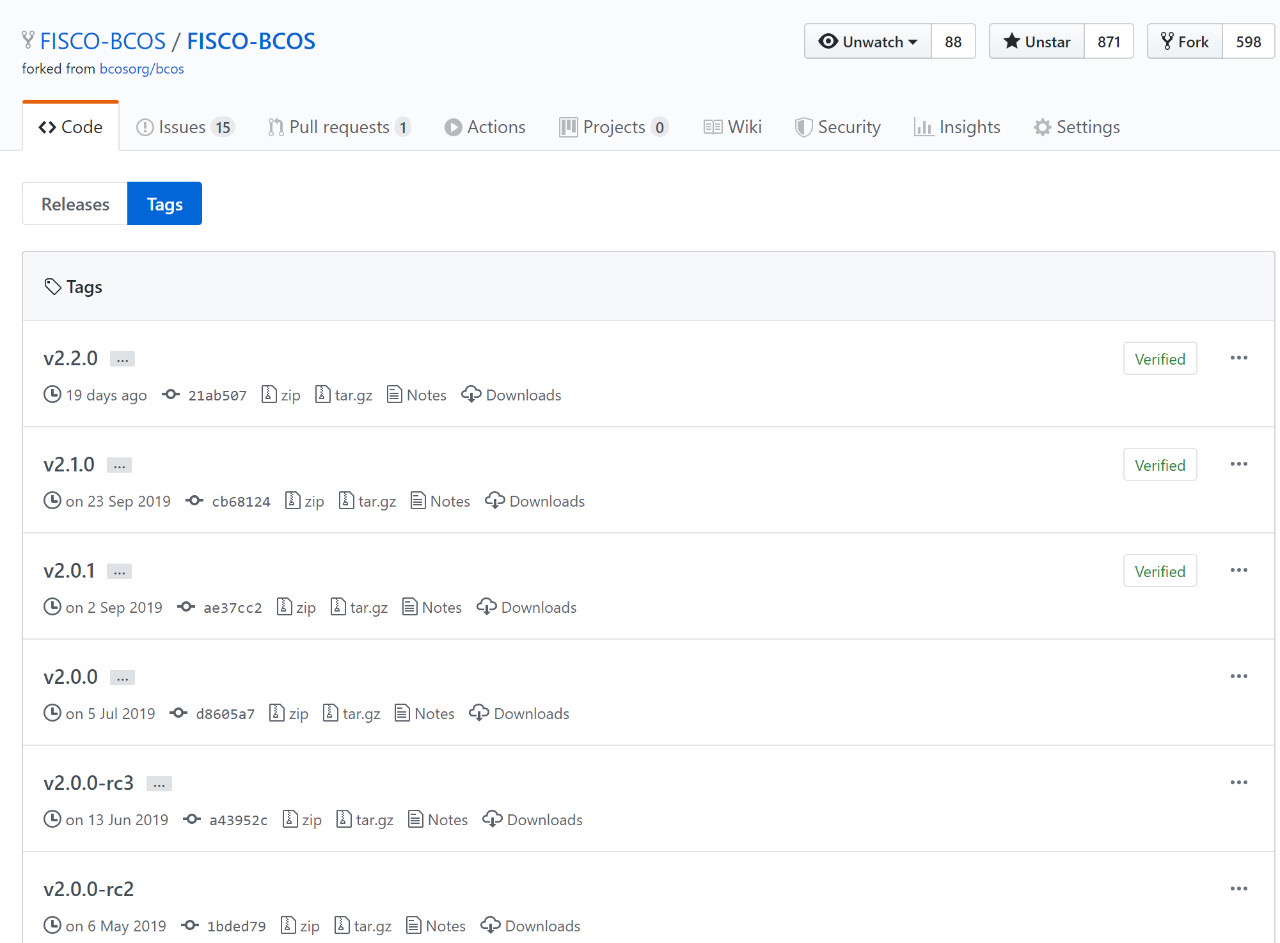 FISCO-BCOS / FISCO-BCOS
Unwatch 88 Unstar 871 Fork 598
forked from bcosorg/bcos
Code Issues 15 Pull requests 1 Actions Projects 0 Wiki Security Insights Settings
Releases Tags
Tags
v2.2.0 ... Verified
19 days ago 21ab507 zip tar.gz Notes Downloads
v2.1.0 ... Verified
on 23 Sep 2019 cb68124 zip tar.gz Notes Downloads
v2.0.1 ... Verified
on 2 Sep 2019 ae37cc2 zip tar.gz Notes Downloads
v2.0.0 ...
on 5 Jul 2019 d8605a7 zip tar.gz Notes Downloads
v2.0.0-rc3 ...
on 13 Jun 2019 a43952c zip tar.gz Notes Downloads
v2.0.0-rc2
on 6 May 2019 1bded79 zip tar.gz Notes Downloads